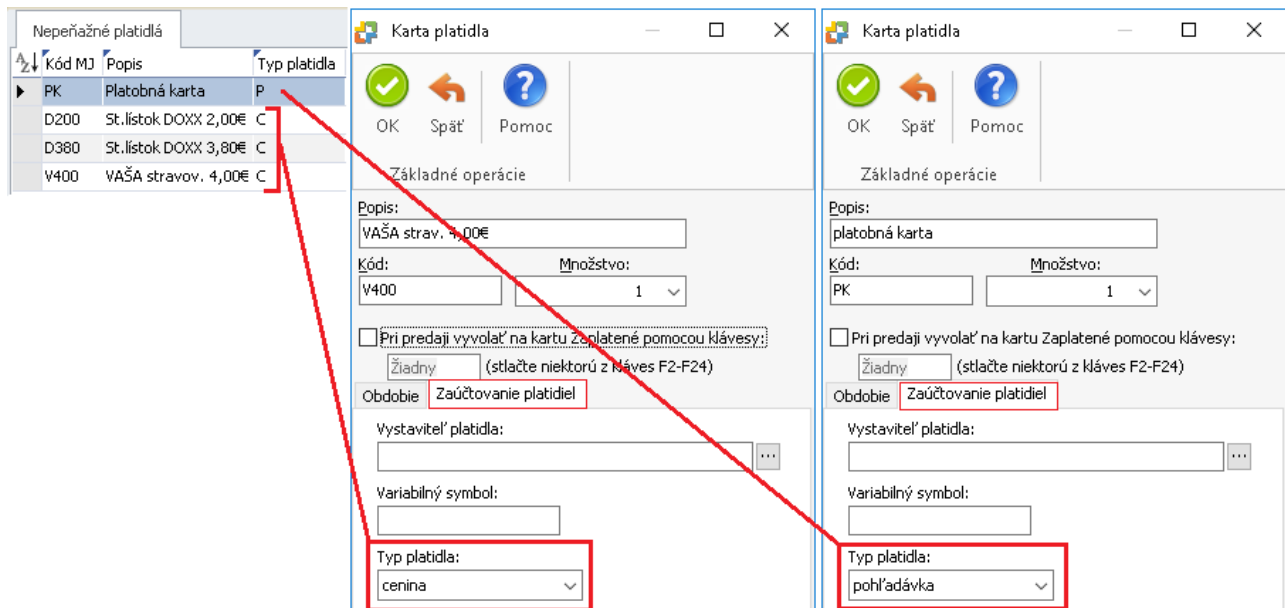 Nepeňažné platidlá
Kód MJ Popis Typ platidla
PK Platobná karta P
D200 St.lístok DOXX 2,00€ C
D380 St.lístok DOXX 3,80€ C
V400 VAŠA stravov. 4,00€ C
Karta platidla
OK Späť Pomoc
Základné operácie
Popis:
VAŠA strav. 4,00€
Kód: Množstvo:
V400 1
Pri predaji vyvolať na kartu Zaplatené pomocou klávesy:
Žiadny (stlačte niektorú z kláves F2-F24)
Obdobie Zaúčtovanie platidiel
Vystaviteľ platidla:
...
Variabilný symbol:
Typ platidla:
cenina
Karta platidla
OK Späť Pomoc
Základné operácie
Popis:
platobná karta
Kód: Množstvo:
PK 1
Pri predaji vyvolať na kartu Zaplatené pomocou klávesy:
Žiadny (stlačte niektorú z kláves F2-F24)
Obdobie Zaúčtovanie platidiel
Vystaviteľ platidla:
...
Variabilný symbol:
Typ platidla:
pohľadávka